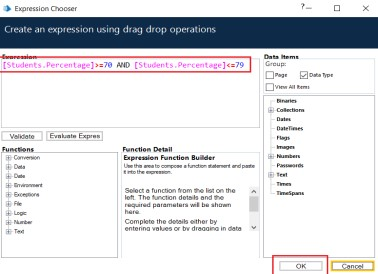 Expression Chooser
?
Create an expression using drag drop operations
Expression
[Students.Percentage]>=70 AND [Students.Percentage]<=79
Validate
Evaluate Expres
Functions
Conversion
Data
Date
Environment
Exceptions
File
Logic
Number
Text
Function Detail
Expression Function Builder
Use this area to compose a function statement and paste
it into the expression.
Select a function from the list on the
left. The function details and the
required parameters will be shown
here.
Complete the details either by
entering values or by dragging in data
Data Items
Group:
Page
Data Type
View All Items
Binaries
Collections
Dates
DateTimes
Flags
Images
Numbers
Passwords
Text
Times
TimeSpans
OK
Cancel